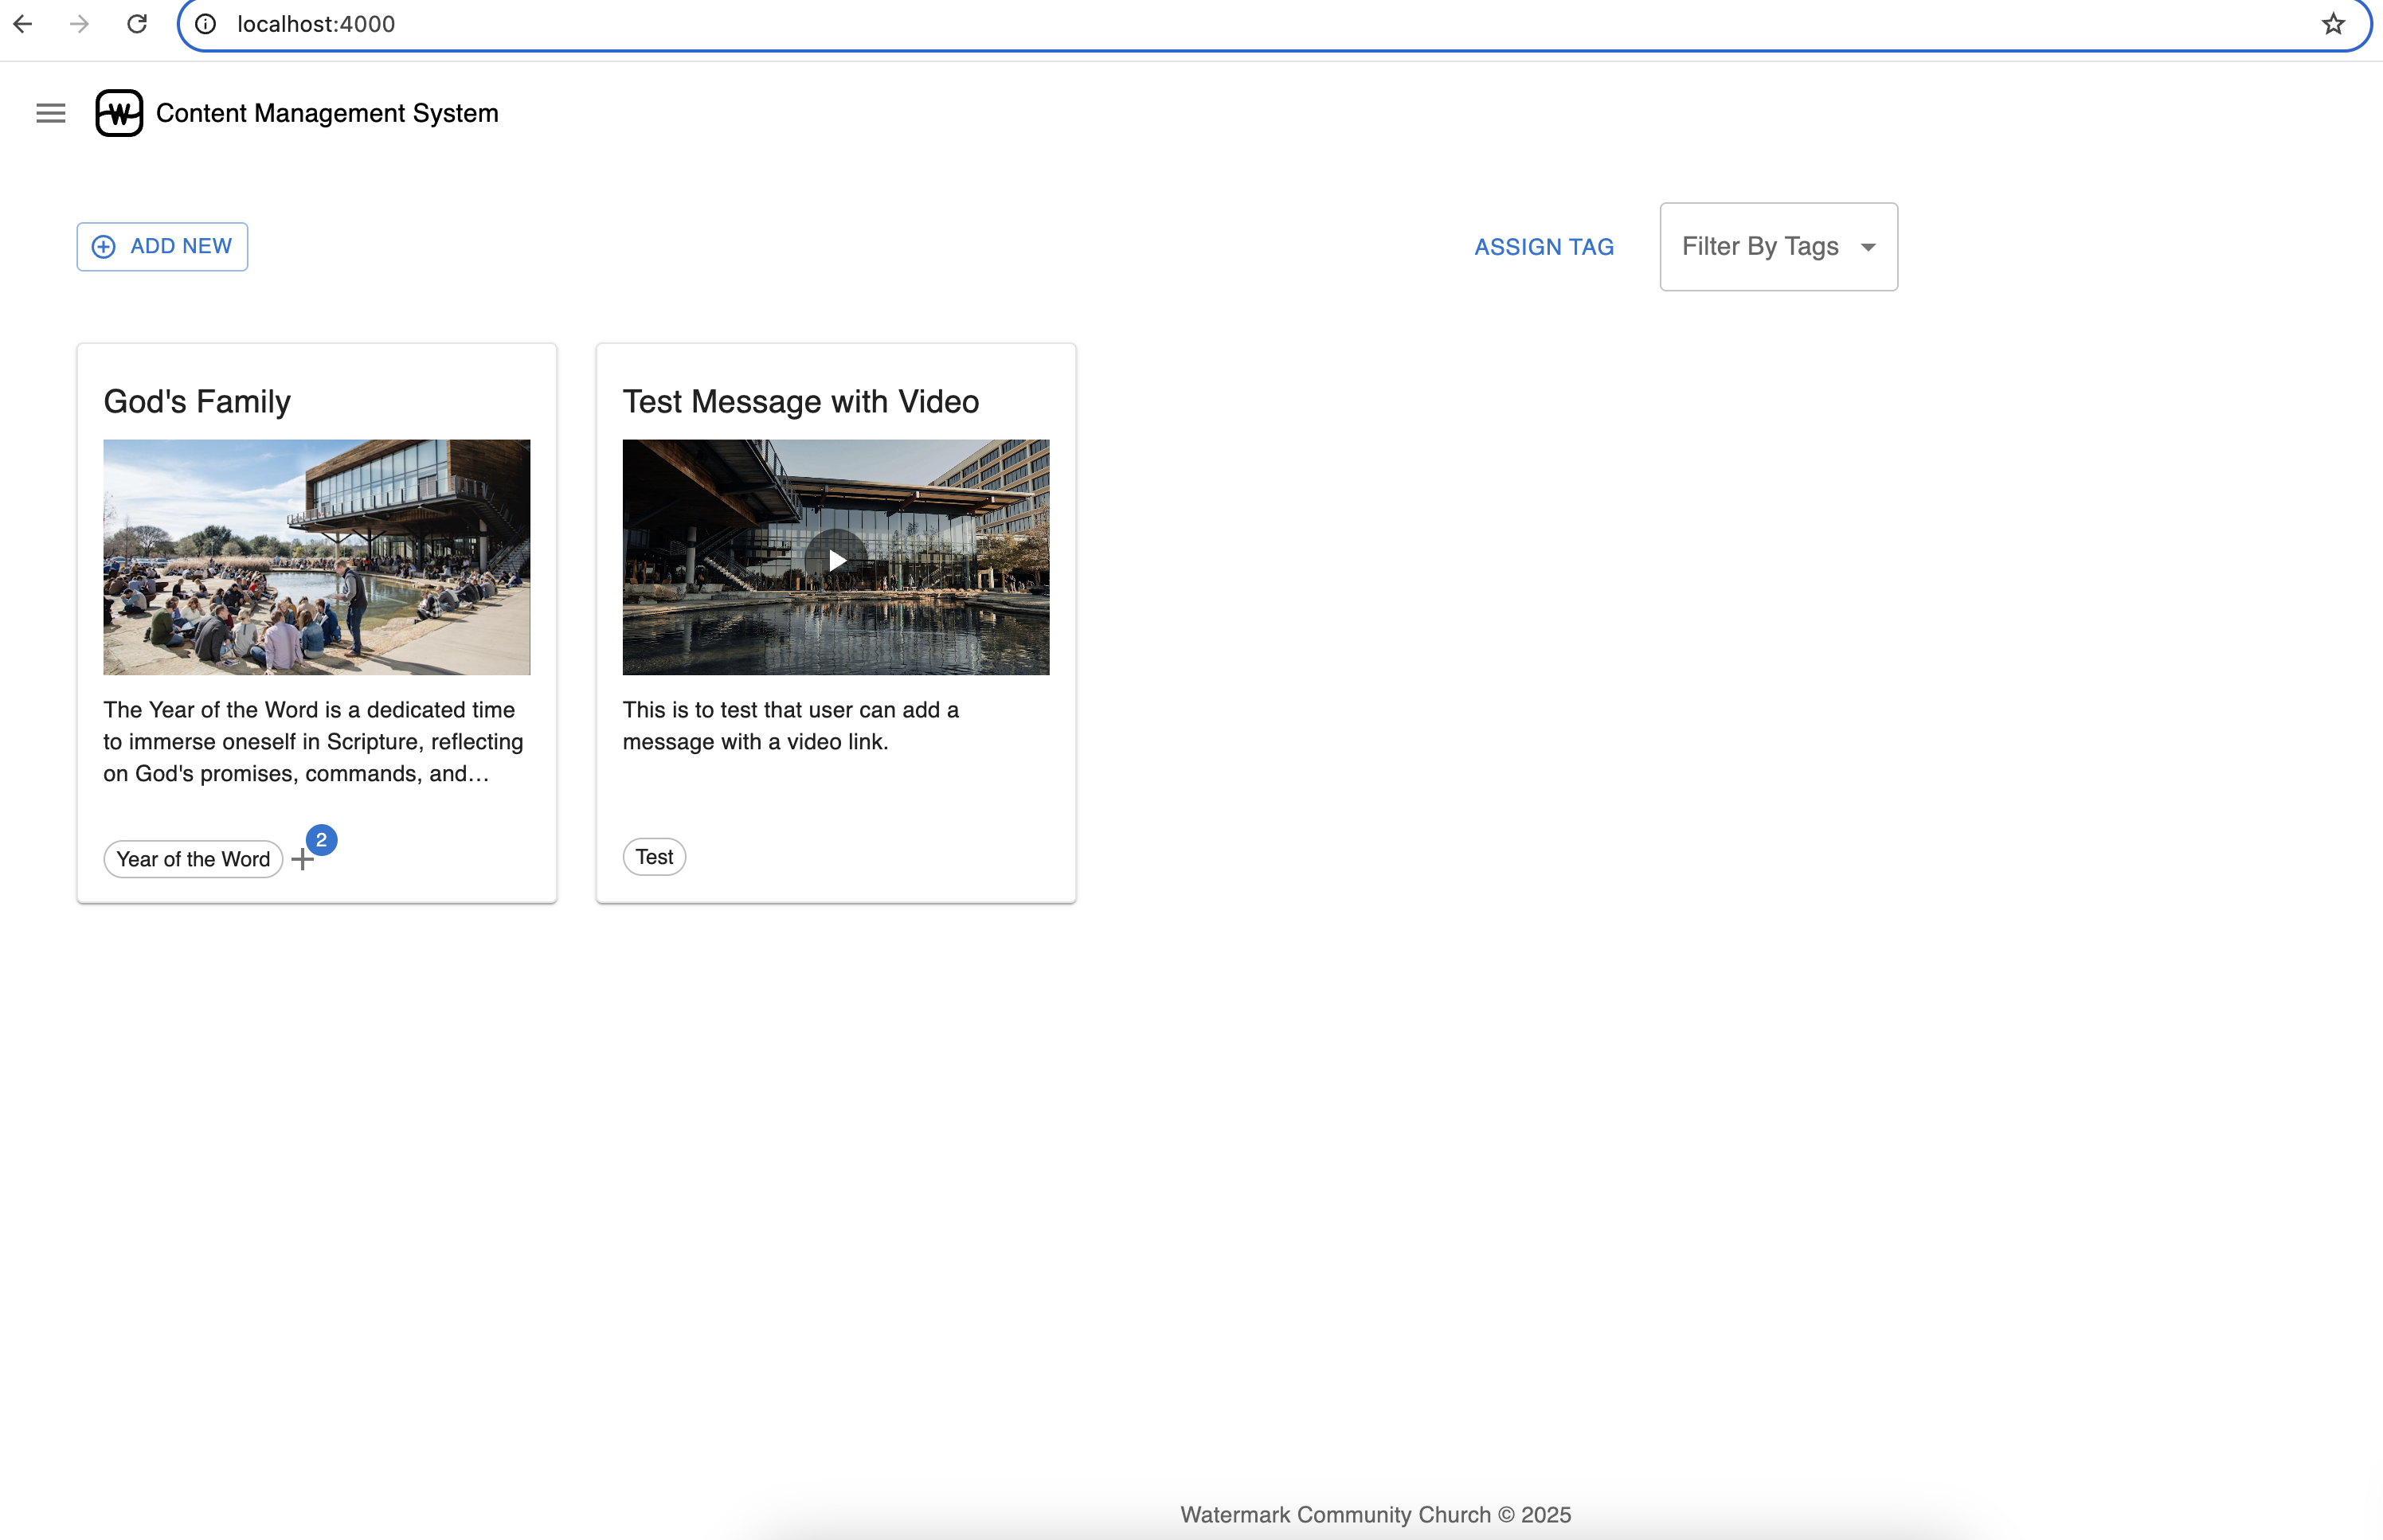 localhost:4000
W Content Management System
ADD NEW
ASSIGN TAG
Filter By Tags
God's Family
The Year of the Word is a dedicated time
to immerse oneself in Scripture, reflecting
on God's promises, commands, and...
Year of the Word
2
Test Message with Video
This is to test that user can add a
message with a video link.
Test
Watermark Community Church © 2025